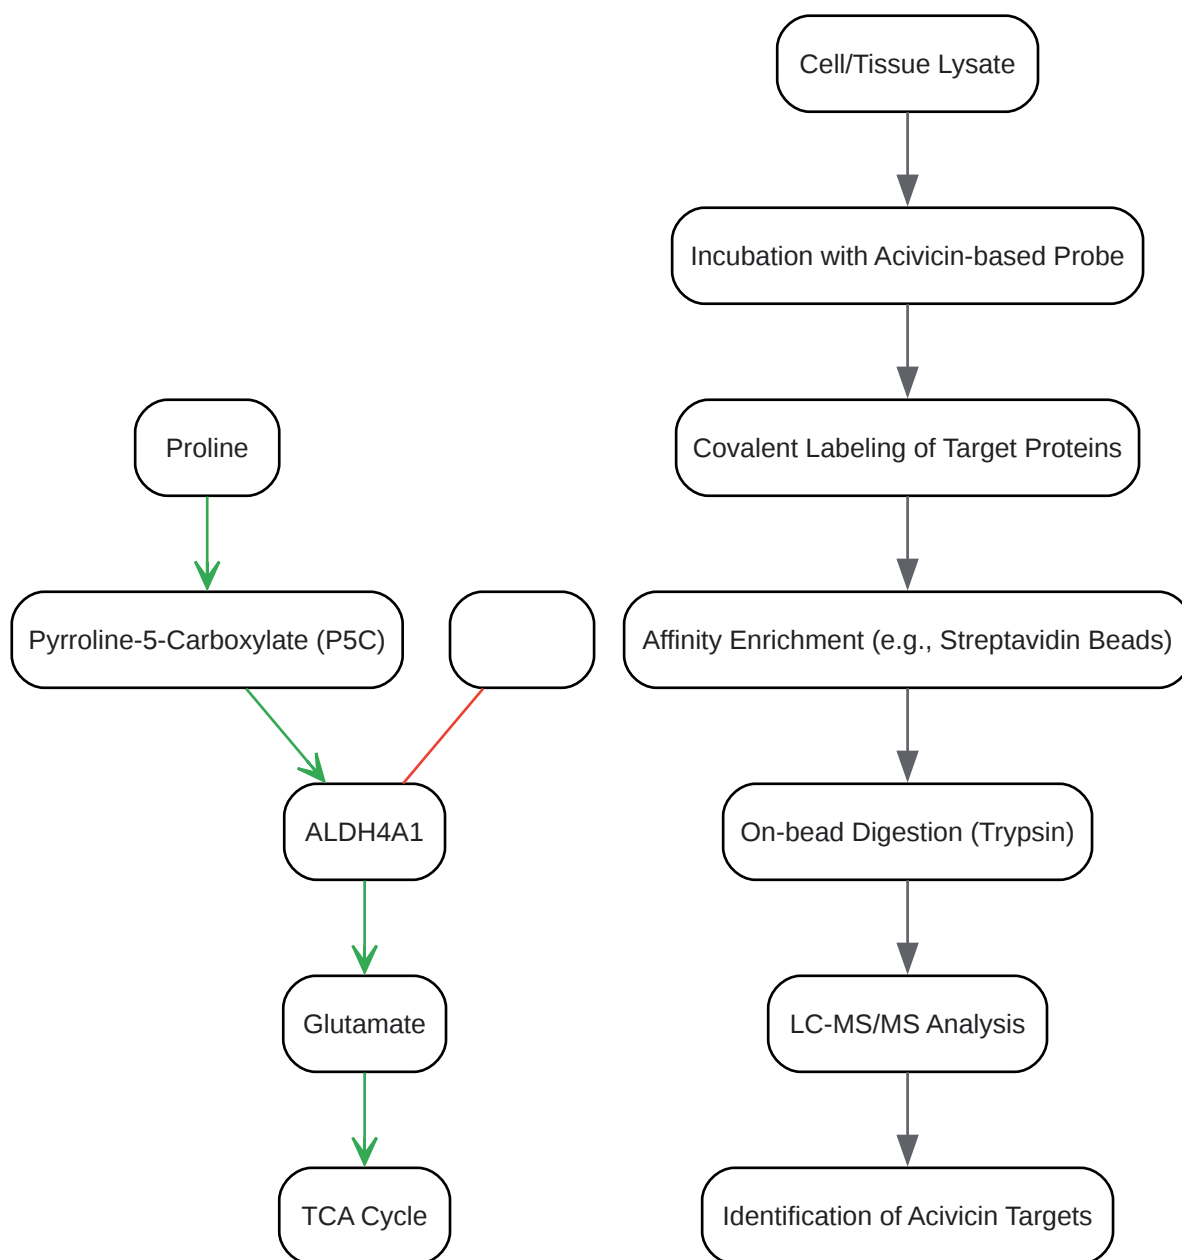 Cell/Tissue Lysate
Incubation with Acivicin-based Probe
Proline
Covalent Labeling of Target Proteins
Pyrroline-5-Carboxylate (P5C)
Affinity Enrichment (e.g., Streptavidin Beads)
ALDH4A1
On-bead Digestion (Trypsin)
Glutamate
LC-MS/MS Analysis
TCA Cycle
Identification of Acivicin Targets